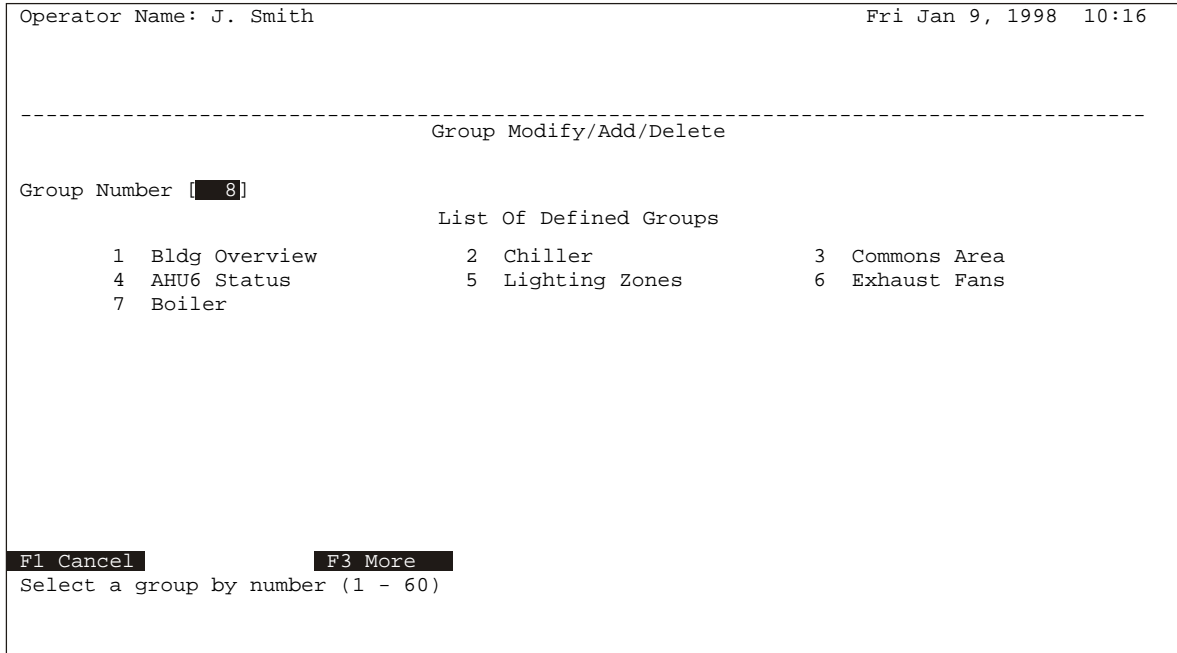 Operator Name: J. Smith Fri Jan 9, 1998 10:16
----------------------------------------------------------------------------------------
Group Modify/Add/Delete
Group Number [ 8]
List Of Defined Groups
1 Bldg Overview 2 Chiller 3 Commons Area
4 AHU6 Status 5 Lighting Zones 6 Exhaust Fans
7 Boiler
F1 Cancel F3 More
Select a group by number (1 - 60)